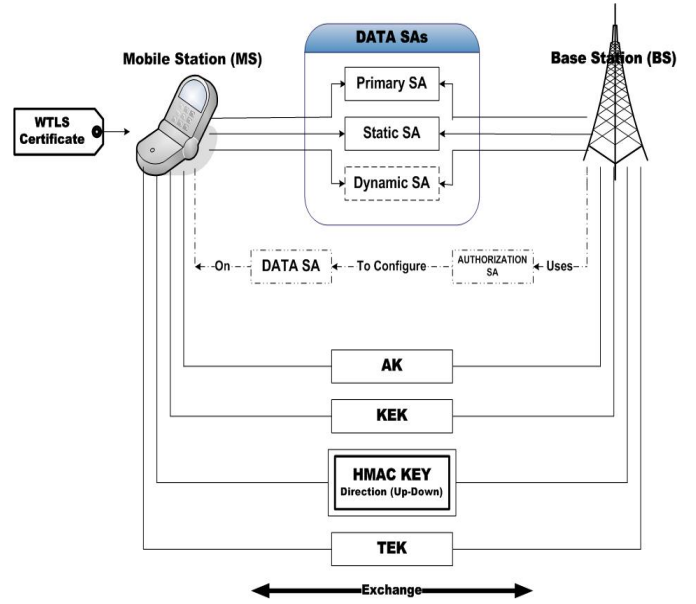 DATA SAs
Mobile Station (MS)
Base Station (BS)
Primary SA
WTLS
Certificate
Static SA
Dynamic SA
On
DATA SA
To Configure
AUTHORIZATION
SA
Uses
AK
KEK
HMAC KEY
Direction (Up-Down)
TEK
Exchange